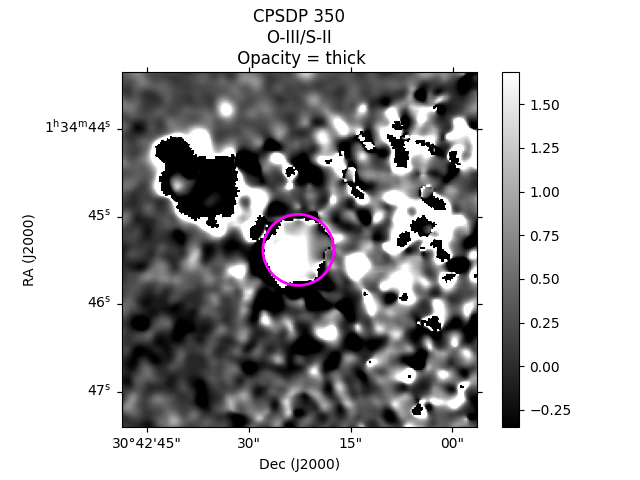 CPSDP 350
O-III/S-II
Opacity = thick
1h34m44s
45s
46s
47s
RA (J2000)
30°42'45"
30"
15"
00"
Dec (J2000)
1.50
1.25
1.00
0.75
0.50
0.25
0.00
−0.25